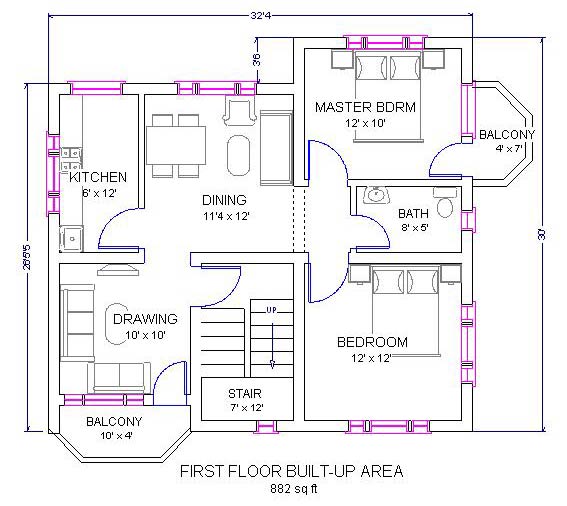 32'4
3'6
MASTER BDRM
12' x 10'
BALCONY
4' x 7'
KITCHEN
6' x 12'
DINING
11'4 x 12'
BATH
8' x 5'
30'
DRAWING
10' x 10'
UP
BEDROOM
12' x 12'
STAIR
7' x 12'
BALCONY
10' x 4'
FIRST FLOOR BUILT-UP AREA
882 sq ft